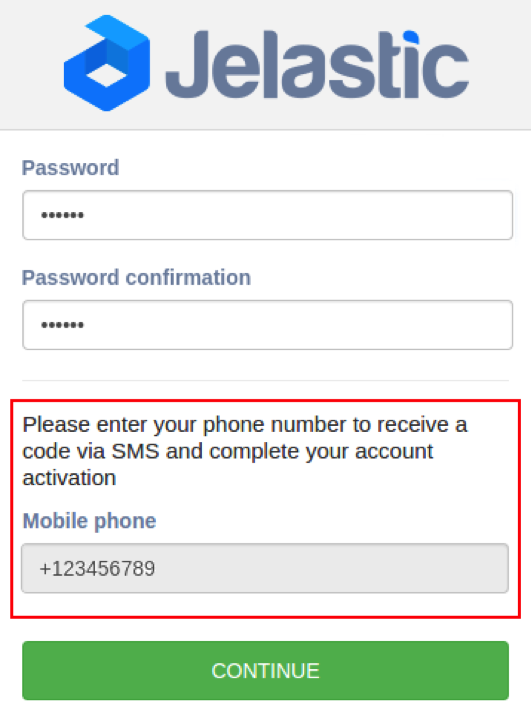 Jelastic
Password
••••••
Password confirmation
••••••
Please enter your phone number to receive a
code via SMS and complete your account
activation
Mobile phone
+123456789
CONTINUE